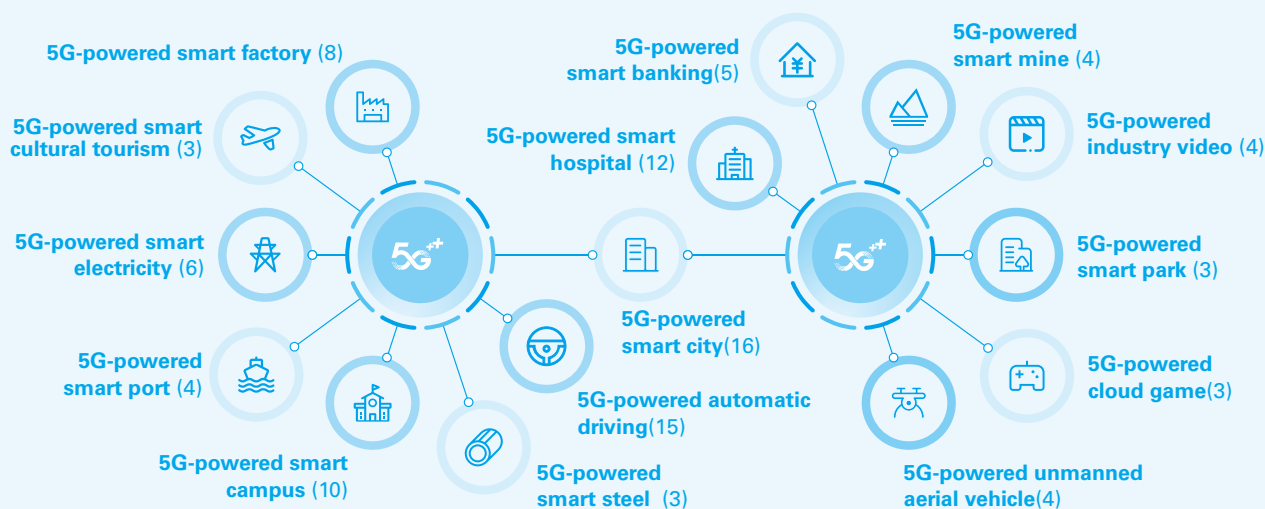 5G-powered smart factory (8)
5G-powered smart
cultural tourism (3)
5G-powered smart
electricity (6)
5G-powered
smart port (4)
5G-powered smart
campus (10)
5G-powered
smart steel (3)
5G-powered automatic
driving(15)
5G++
5G-powered
smart city(16)
5G-powered
smart banking(5)
5G-powered smart
hospital (12)
5G++
5G-powered
smart mine (4)
5G-powered
industry video (4)
5G-powered
smart park (3)
5G-powered
cloud game(3)
5G-powered unmanned
aerial vehicle(4)
¥